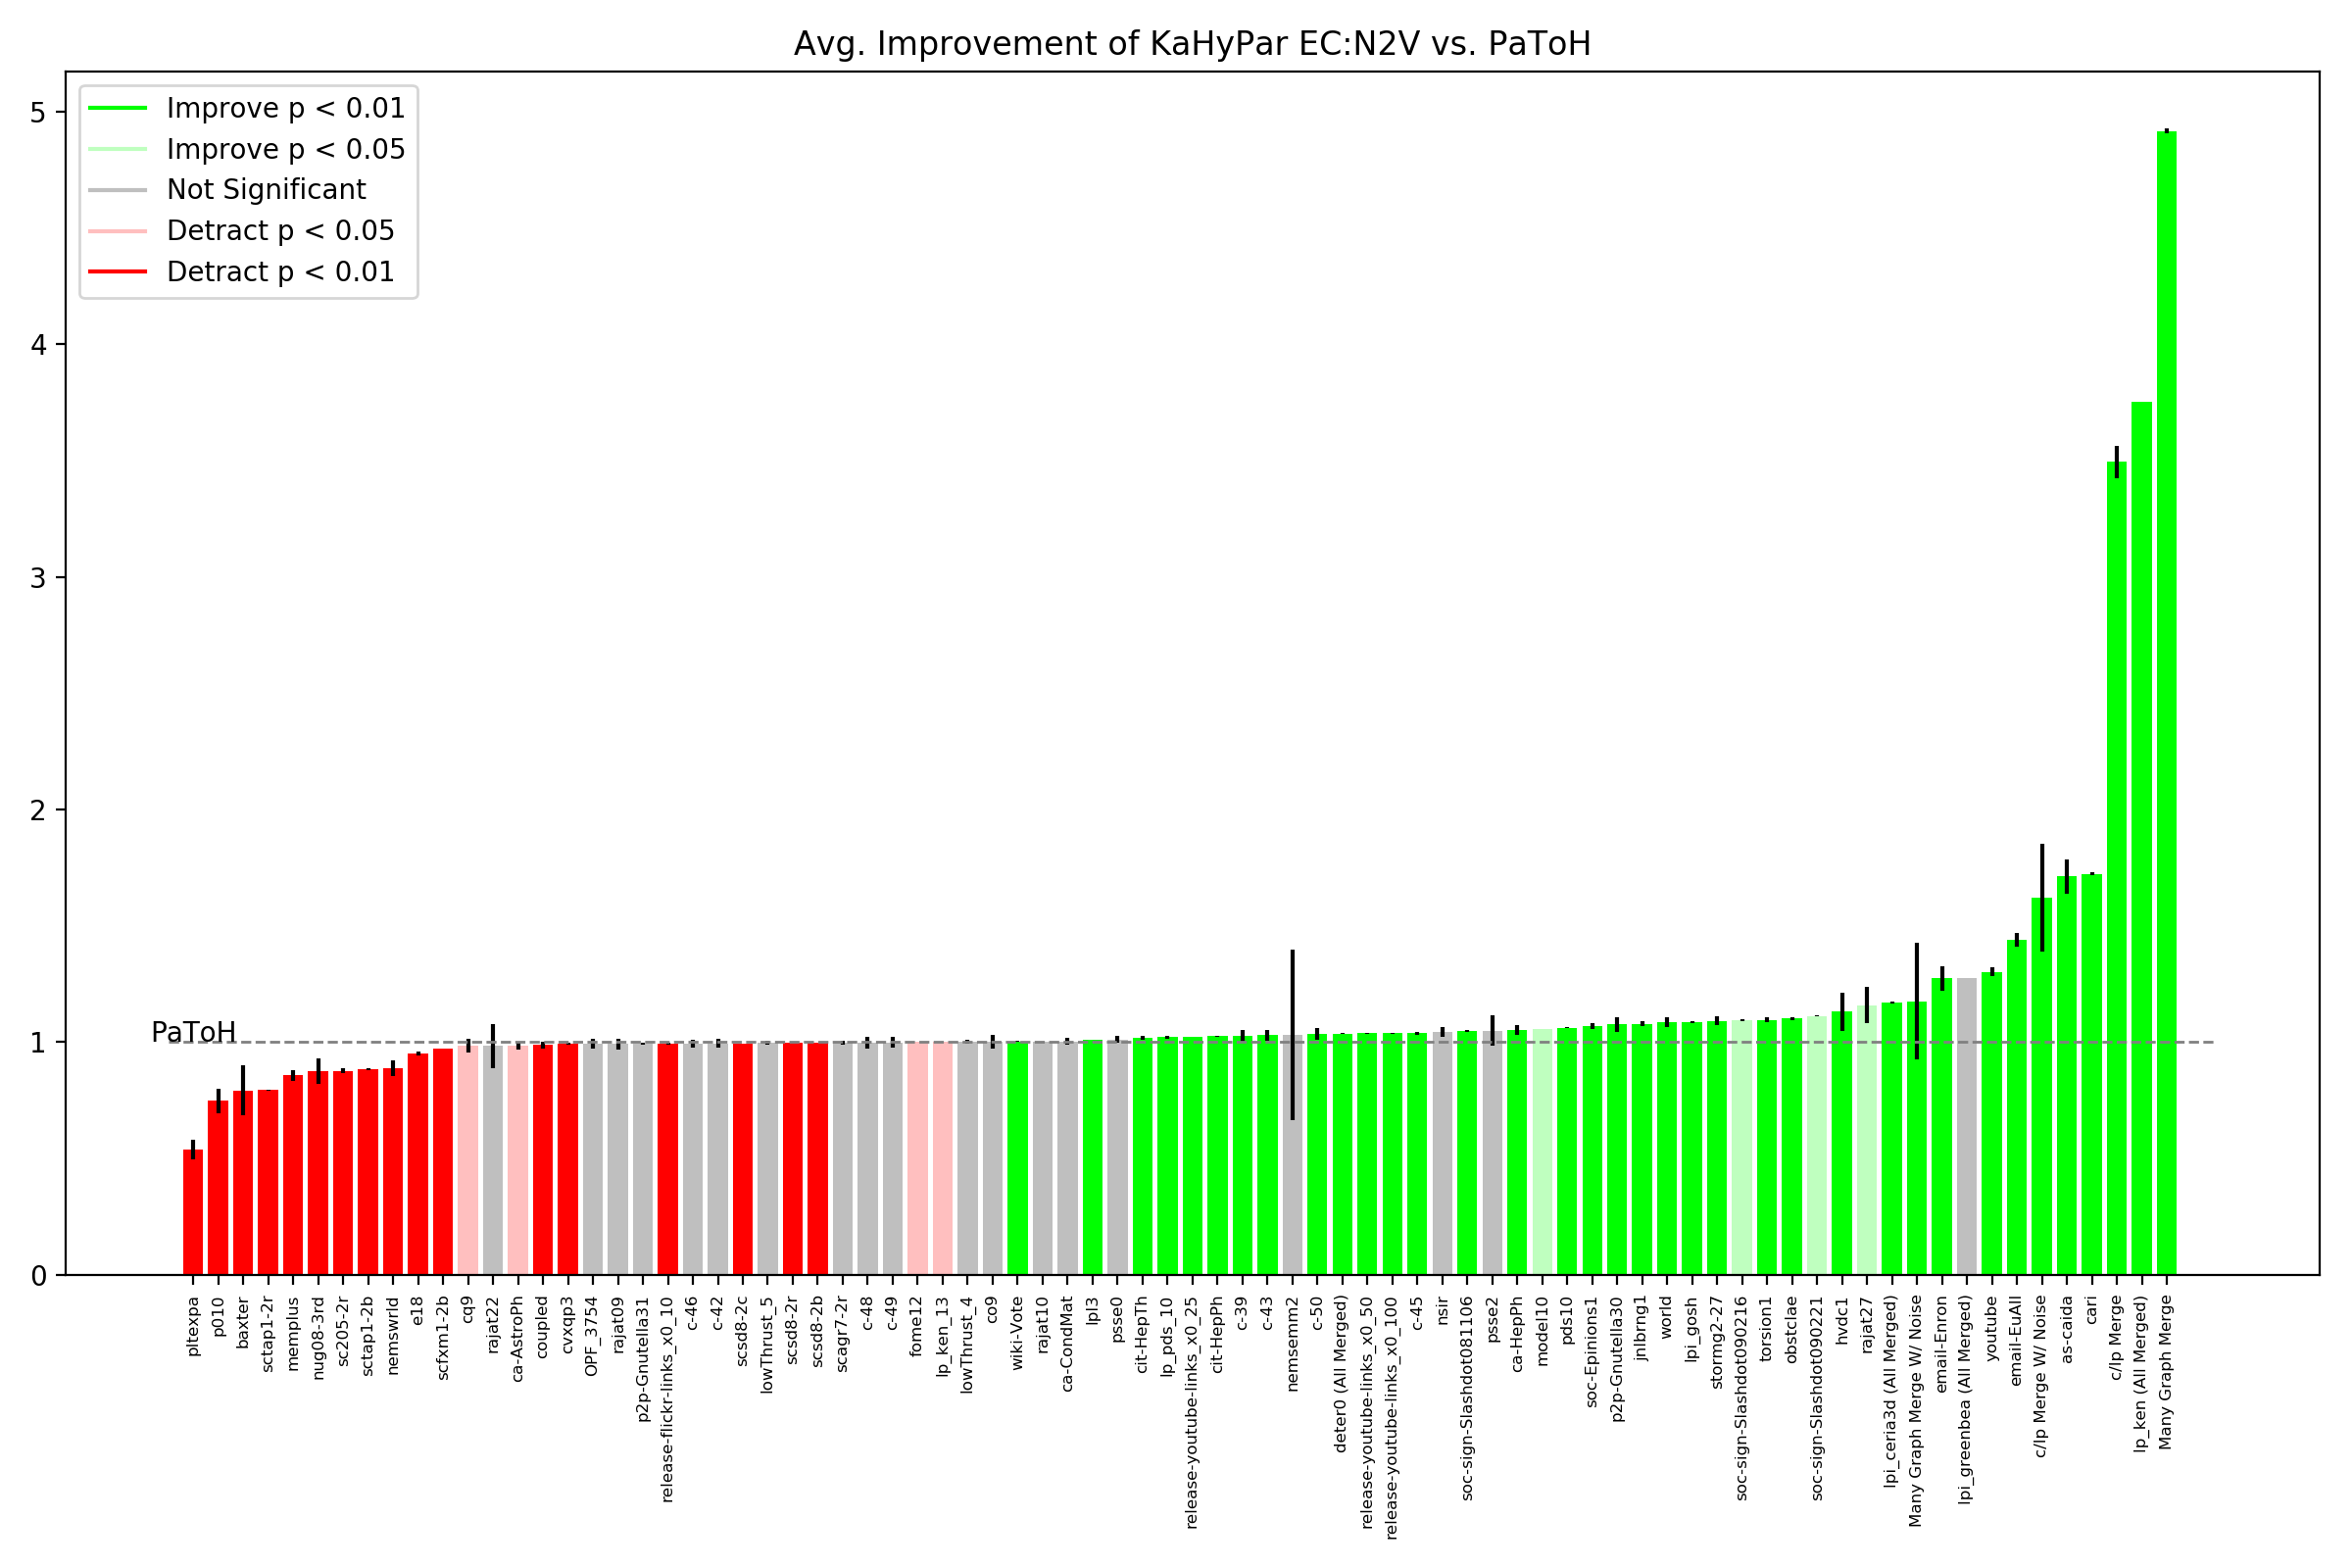 Avg. Improvement of KaHyPar EC:N2V vs. PaToH
Improve p < 0.01
Improve p < 0.05
Not Significant
Detract p < 0.05
Detract p < 0.01
5
4
3
2
1
0
PaToH
pltexpa
p010
baxter
sctap1-2r
memplus
nug08-3rd
sc205-2r
sctap1-2b
nemswrld
e18
scfxm1-2b
cq9
rajat22
ca-AstroPh
coupled
cvxqp3
OPF_3754
rajat09
p2p-Gnutella31
release-flickr-links_x0_10
c-46
c-42
scsd8-2c
lowThrust_5
scsd8-2r
scsd8-2b
scagr7-2r
c-48
c-49
fome12
lp_ken_13
lowThrust_4
co9
wiki-Vote
rajat10
ca-CondMat
lpl3
psse0
cit-HepTh
lp_pds_10
release-youtube-links_x0_25
cit-HepPh
c-39
c-43
nemsemm2
c-50
deter0 (All Merged)
release-youtube-links_x0_50
release-youtube-links_x0_100
c-45
nsir
soc-sign-Slashdot081106
psse2
ca-HepPh
model10
pds10
soc-Epinions1
p2p-Gnutella30
jnlbrng1
world
lpi_gosh
stormg2-27
soc-sign-Slashdot090216
torsion1
obstclae
soc-sign-Slashdot090221
hvdc1
rajat27
lpi_ceria3d (All Merged)
Many Graph Merge W/ Noise
email-Enron
lpi_greenbea (All Merged)
youtube
email-EuAll
c/lp Merge W/ Noise
as-caida
cari
c/lp Merge
lp_ken (All Merged)
Many Graph Merge